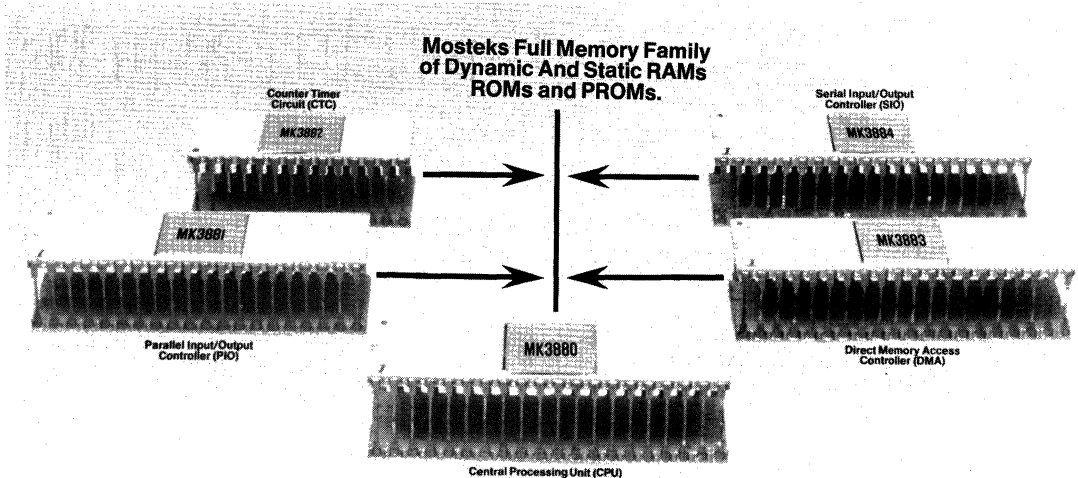 Mosteks Full Memory Family
of Dynamic And Static RAMs
ROMs and PROMs.
Counter Timer
Circuit (CTC)
MK3882
Serial Input/Output
Controller (SIO)
MK3884
MK3881
Parallel Input/Output
Controller (PIO)
MK3883
Direct Memory Access
Controller (DMA)
MK3880
Central Processing Unit (CPU)